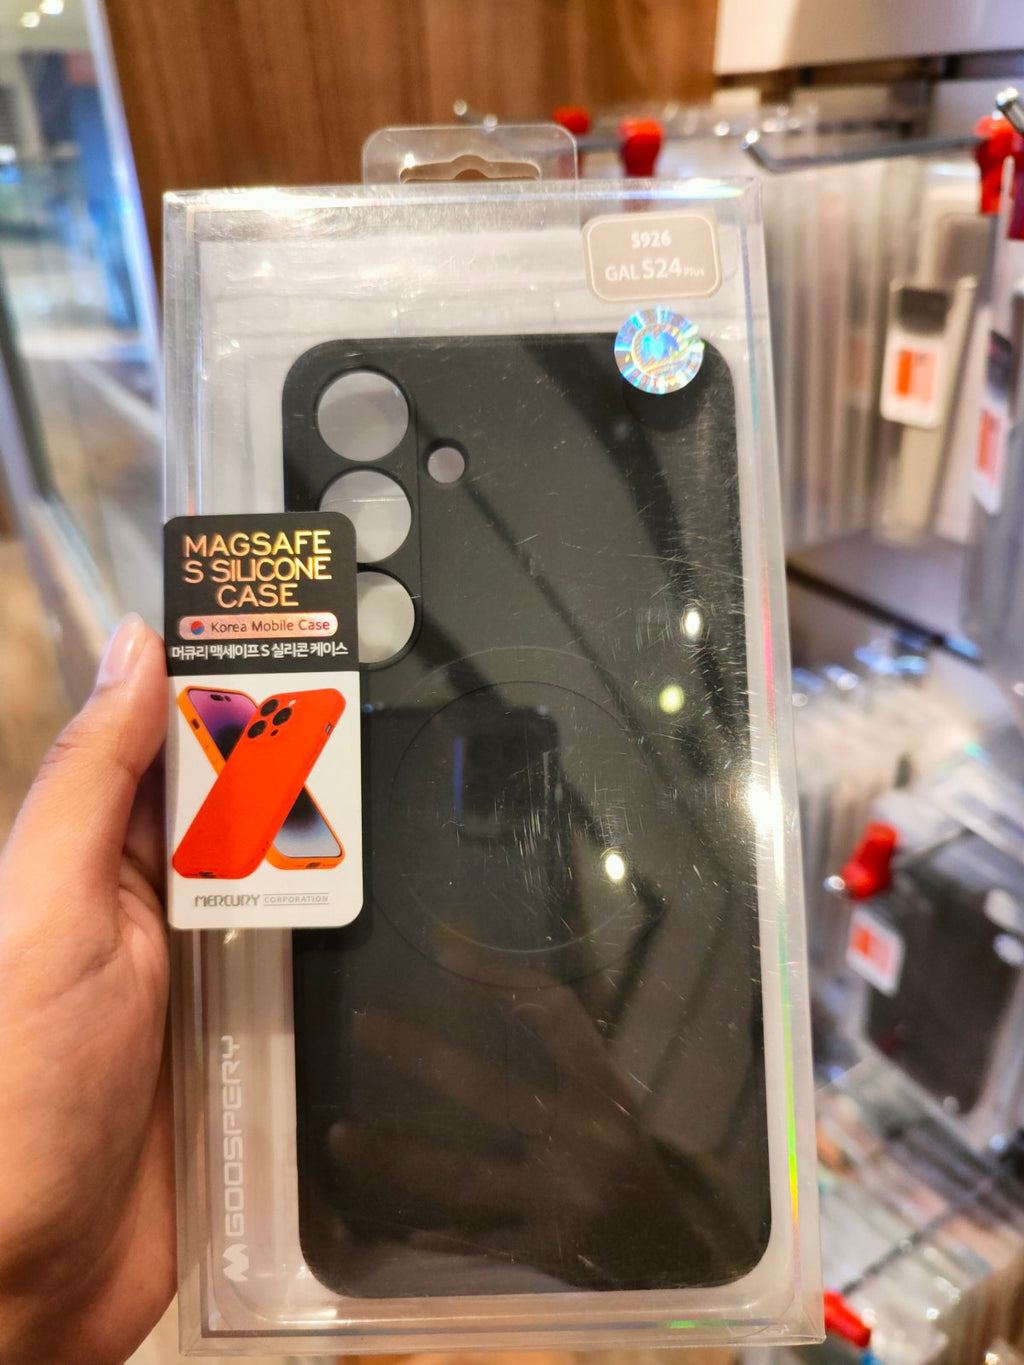 S926
GAL S24 Plus
MAGSAFE
S SILICONE
CASE
Korea Mobile Case
머큐리 맥세이프 S 실리콘 케이스
MERCURY CORPORATION
GOOSPERY